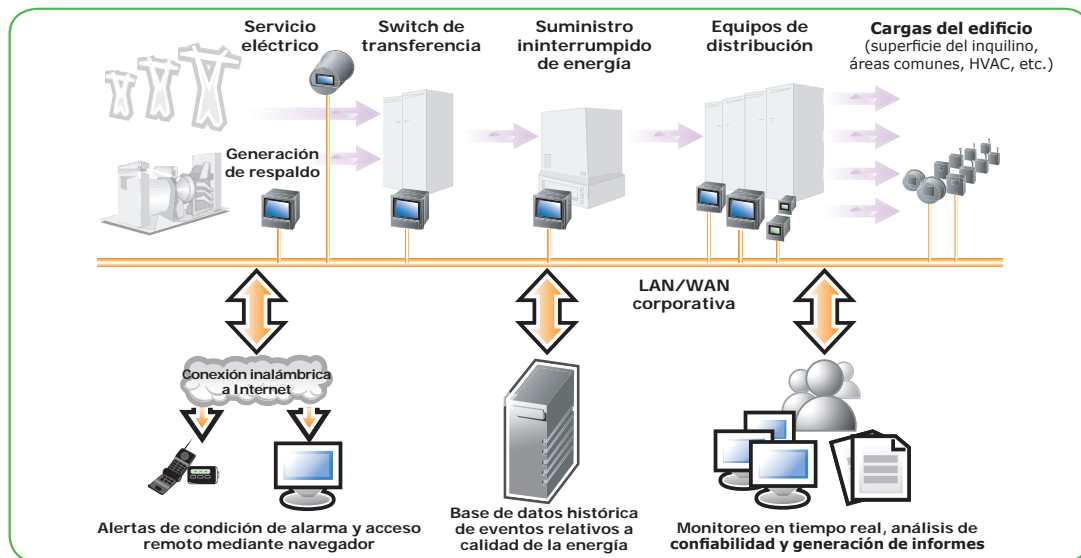 Servicio
eléctrico
Switch de
transferencia
Suministro
ininterrumpido
de energía
Equipos de
distribución
Cargas del edificio
(superficie del inquilino,
áreas comunes, HVAC, etc.)
Generación
de respaldo
LAN/WAN
corporativa
Conexión inalámbrica
a Internet
Alertas de condición de alarma y acceso
remoto mediante navegador
Base de datos histórica
de eventos relativos a
calidad de la energía
Monitoreo en tiempo real, análisis de
confiabilidad y generación de informes